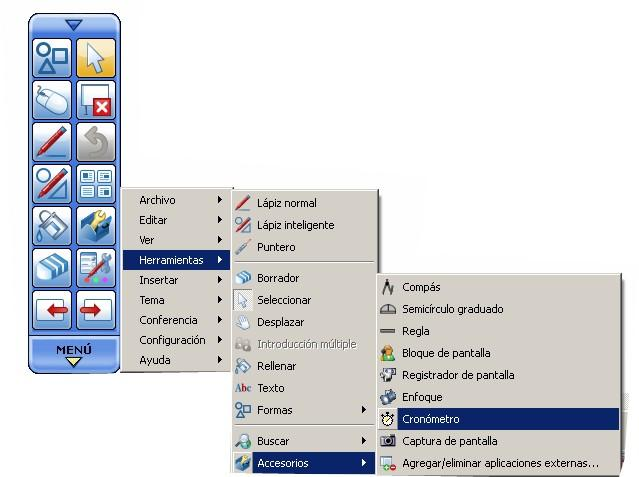 MENÚ
Archivo
Editar
Ver
Herramientas
Insertar
Tema
Conferencia
Configuración
Ayuda
Lápiz normal
Lápiz inteligente
Puntero
Borrador
Seleccionar
Desplazar
Introducción múltiple
Rellenar
Abc Texto
Formas
Buscar
Accesorios
Compás
Semicírculo graduado
Regla
Bloque de pantalla
Registrador de pantalla
Enfoque
Cronómetro
Captura de pantalla
Agregar/eliminar aplicaciones externas...